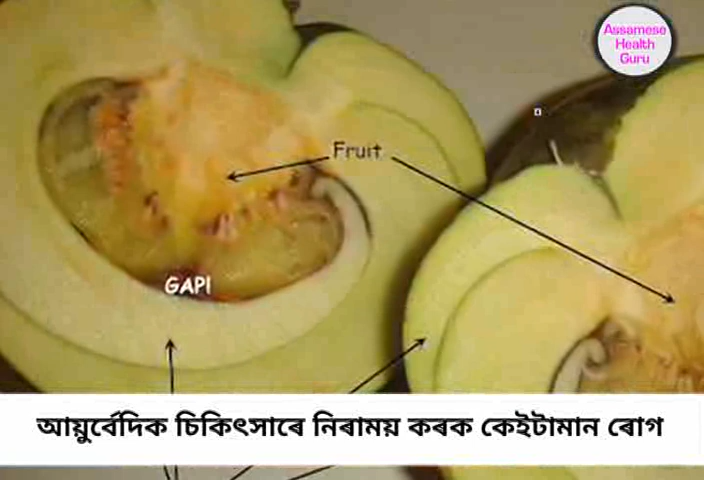 Assamese
Health
Guru
Fruit
GAPI
আয়ুৰ্বেদিক চিকিৎসাৰে নিৰাময় কৰক কেইটামান ৰোগ